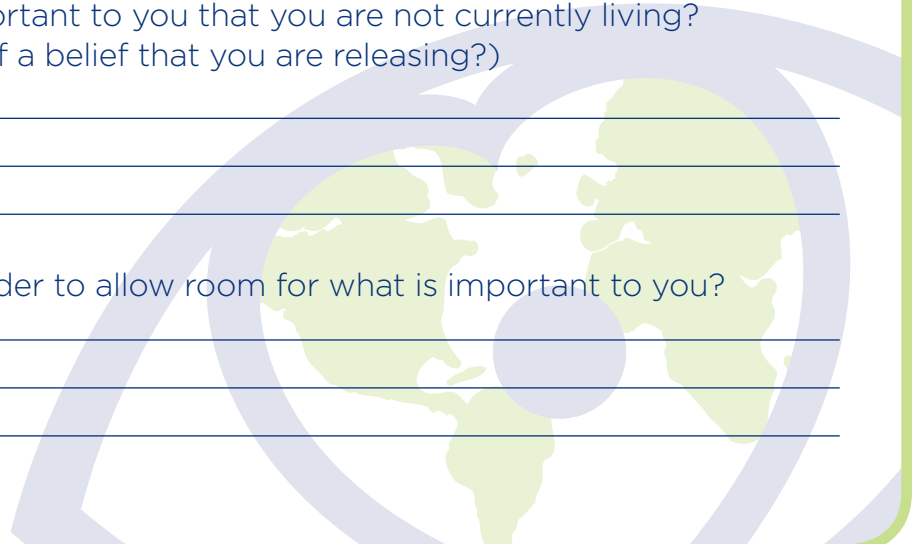 ortant to you that you are not currently living?
f a belief that you are releasing?)
der to allow room for what is important to you?